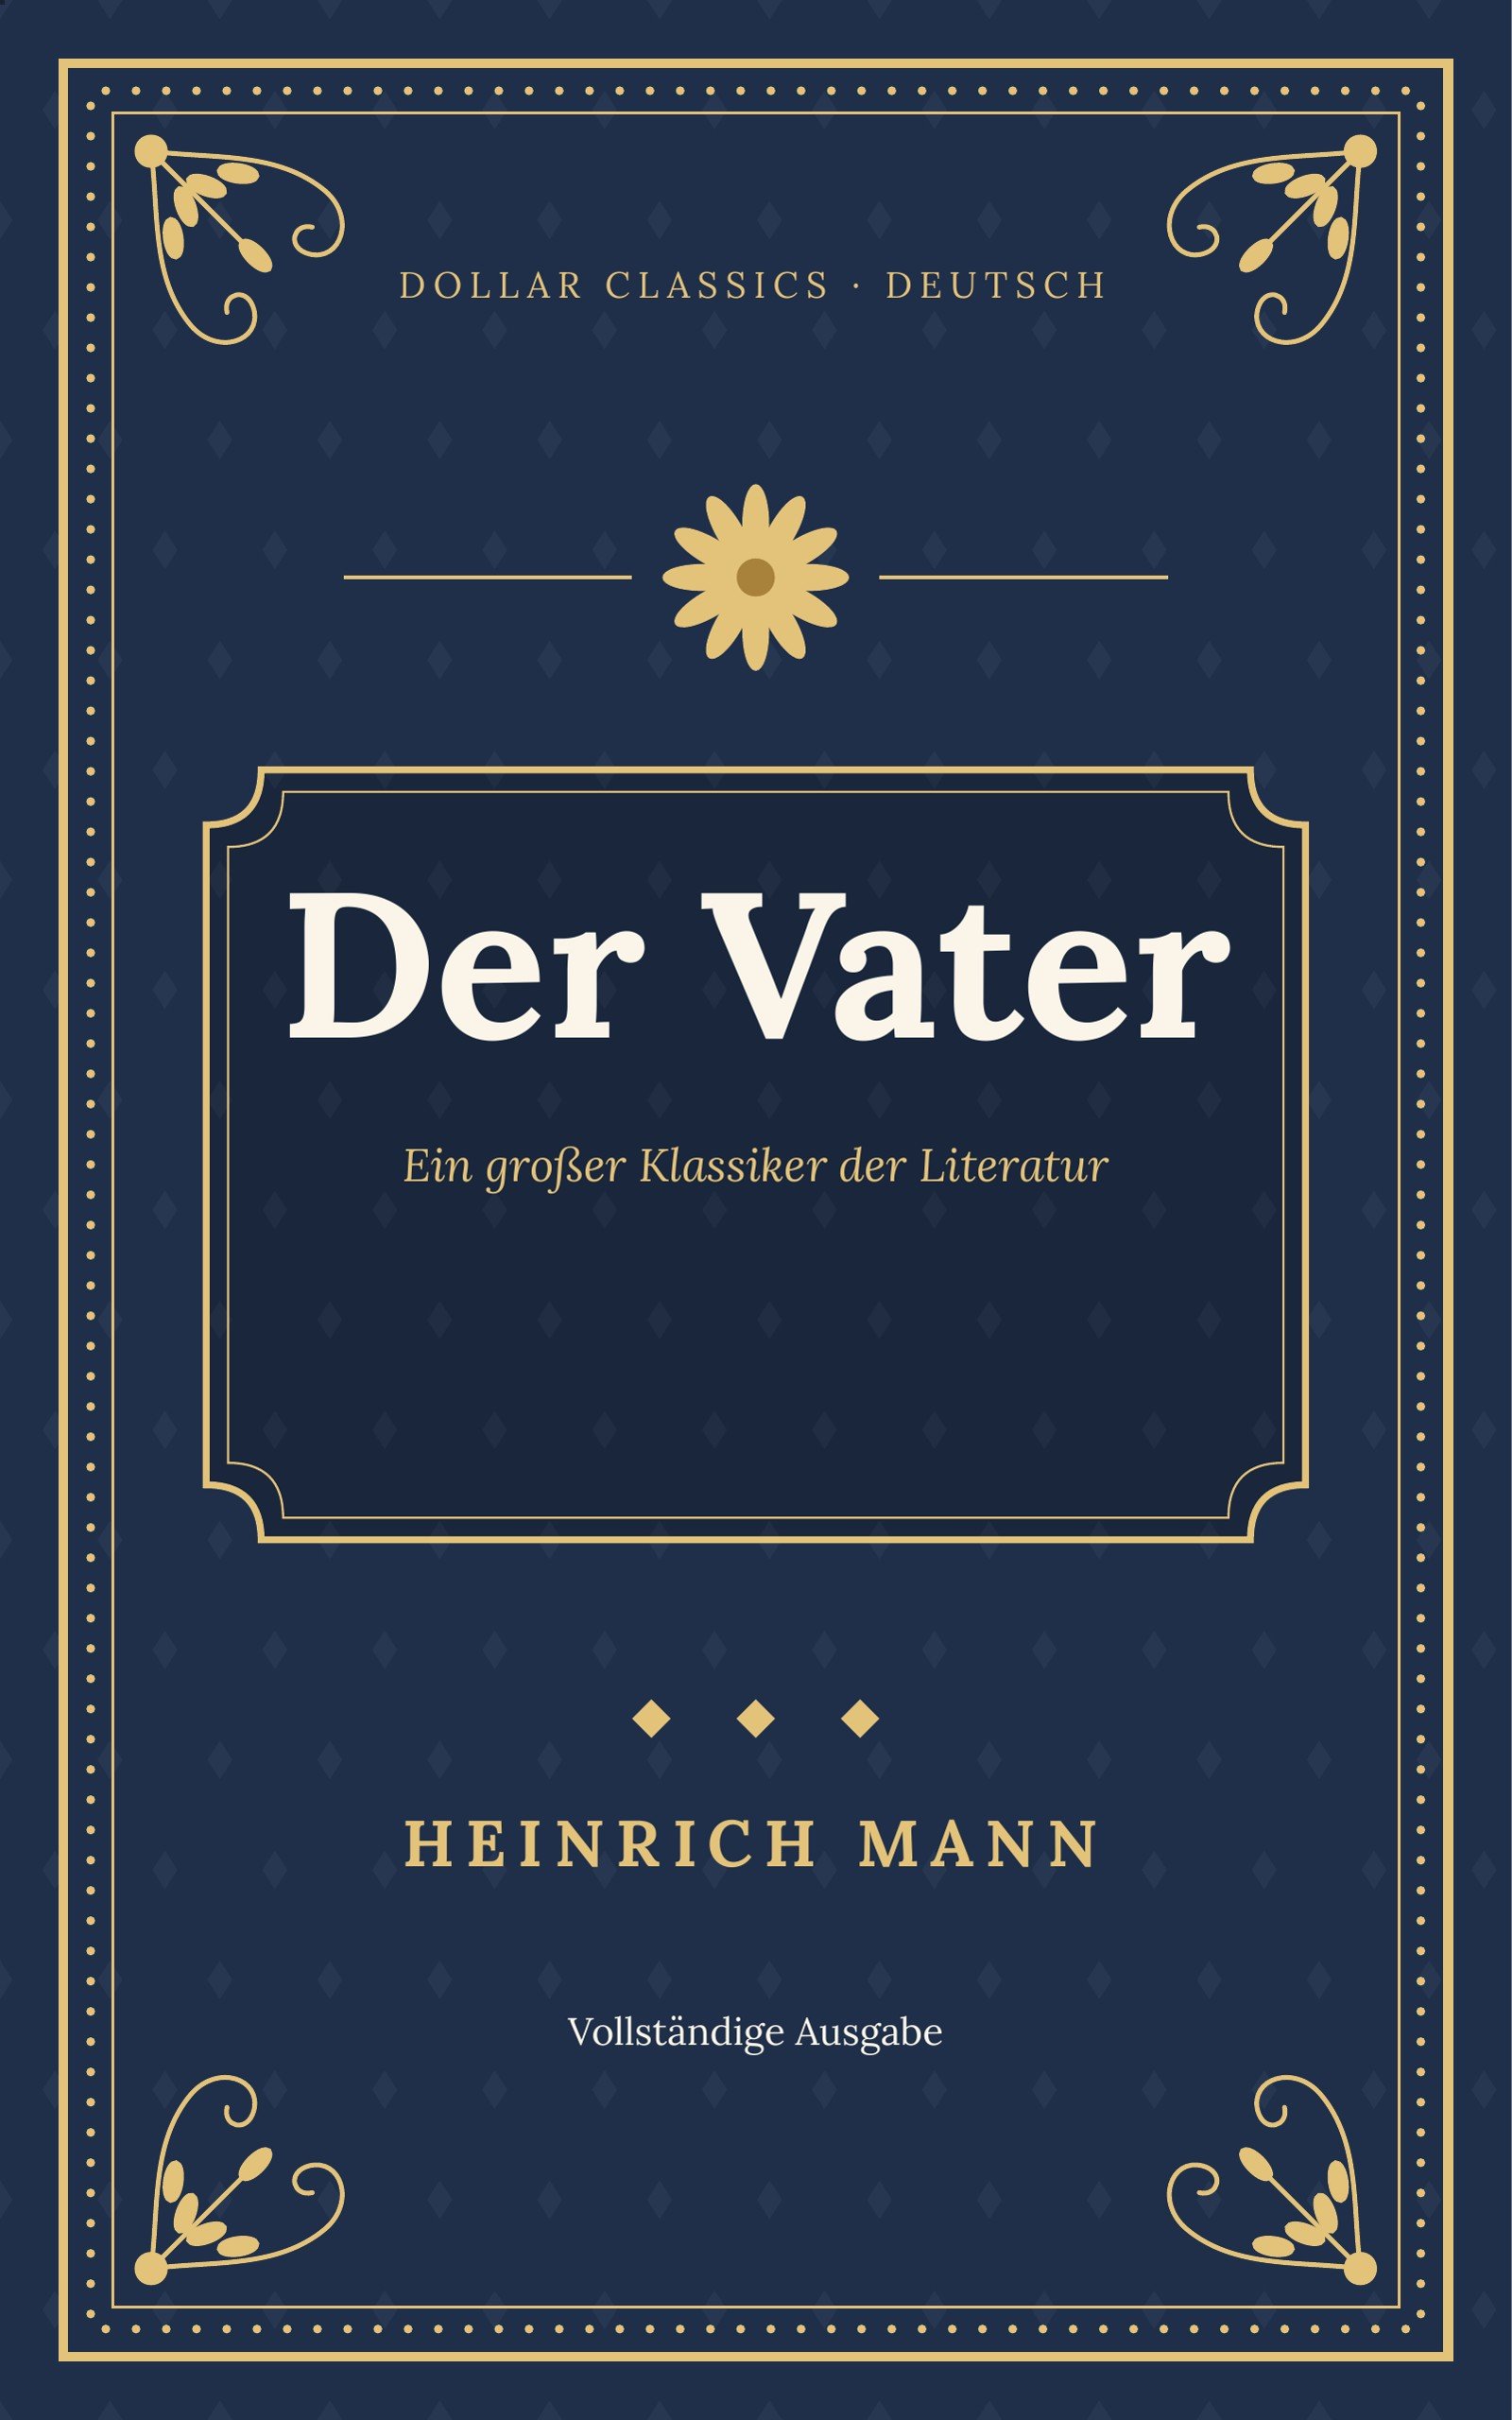 DOLLAR CLASSICS · DEUTSCH
Der Vater
Ein großer Klassiker der Literatur
HEINRICH MANN
Vollständige Ausgabe